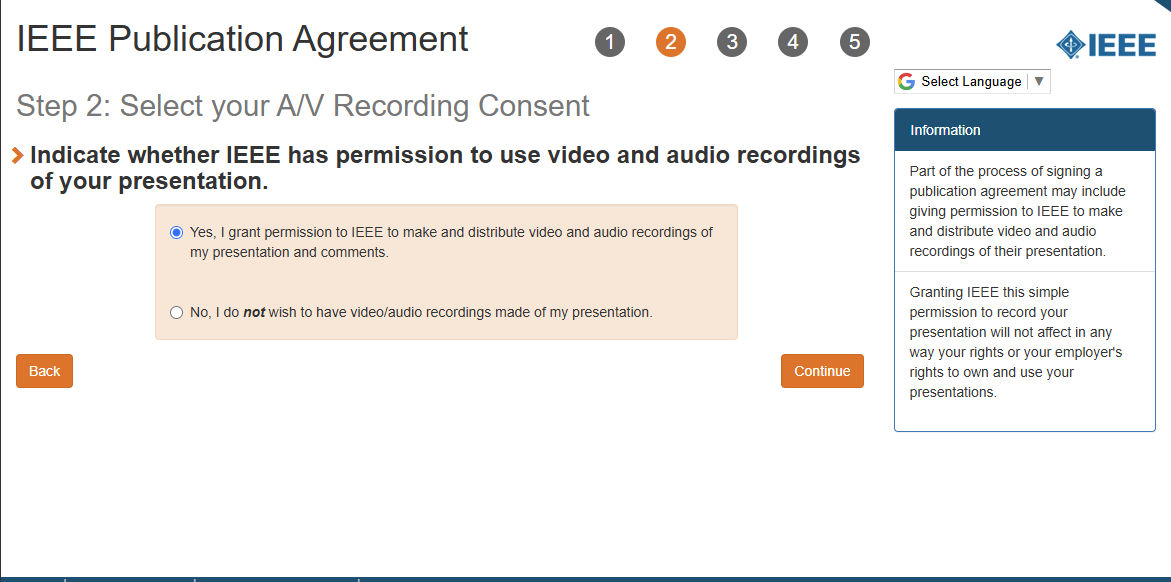 IEEE Publication Agreement
1 2 3 4 5
IEEE
Select Language ▼
Step 2: Select your A/V Recording Consent
Indicate whether IEEE has permission to use video and audio recordings
of your presentation.
Yes, I grant permission to IEEE to make and distribute video and audio recordings of
my presentation and comments.
No, I do not wish to have video/audio recordings made of my presentation.
Back
Continue
Information
Part of the process of signing a
publication agreement may include
giving permission to IEEE to make
and distribute video and audio
recordings of their presentation.
Granting IEEE this simple
permission to record your
presentation will not affect in any
way your rights or your employer's
rights to own and use your
presentations.